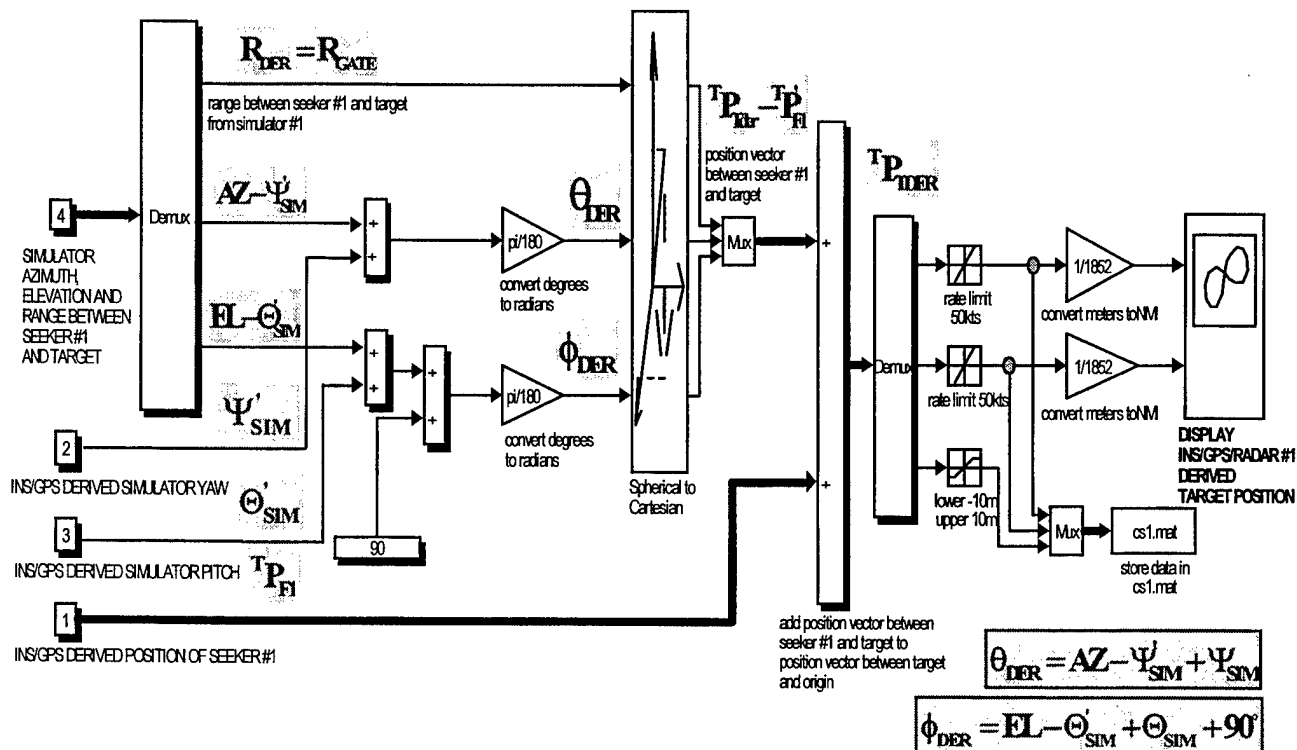 R_DER = R_GATE
range between seeker #1 and target
from simulator #1
AZ-Ψ'_SIM
4
Demux
SIMULATOR
AZIMUTH,
ELEVATION AND
RANGE BETWEEN
SEEKER #1
AND TARGET
EL-Θ'_SIM
Ψ'_SIM
2
INS/GPS DERIVED SIMULATOR YAW
Θ'_SIM
3
INS/GPS DERIVED SIMULATOR PITCH
^TP_F1
1
INS/GPS DERIVED POSITION OF SEEKER #1
+
+
+
+
+
+
90
pi/180
convert degrees
to radians
θ_DER
pi/180
convert degrees
to radians
ϕ_DER
Spherical to
Cartesian
^TP_Tder-^TP'_F1
position vector
between seeker #1
and target
Mux
+
+
add position vector between
seeker #1 and target to
position vector between target
and origin
^TP_TDER
Demux
rate limit
50kts
rate limit 50kts
lower -10m
upper 10m
1/1852
convert meters toNM
1/1852
convert meters toNM
DISPLAY
INS/GPS/RADAR #1
DERIVED
TARGET POSITION
Mux
cs1.mat
store data in
cs1.mat
θ_DER = AZ-Ψ'_SIM+Ψ_SIM
ϕ_DER = EL-Θ'_SIM+Θ_SIM+90°